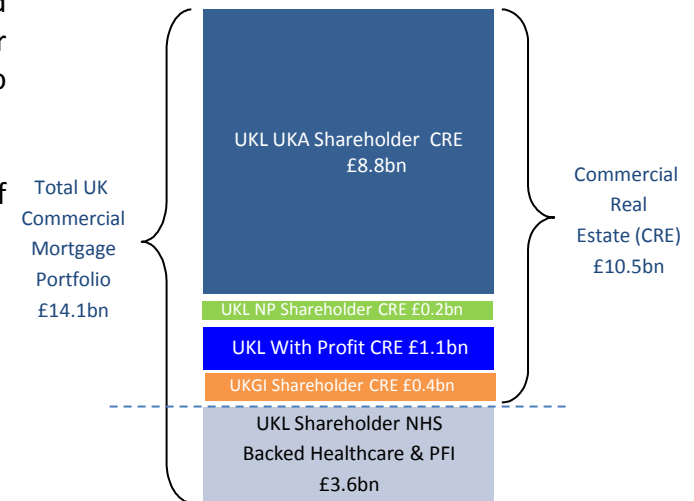 UKL UKA Shareholder CRE
£8.8bn
Total UK
Commercial
Mortgage
Portfolio
£14.1bn
Commercial
Real
Estate (CRE)
£10.5bn
UKL NP Shareholder CRE £0.2bn
UKL With Profit CRE £1.1bn
UKGI Shareholder CRE £0.4bn
UKL Shareholder NHS
Backed Healthcare & PFI
£3.6bn